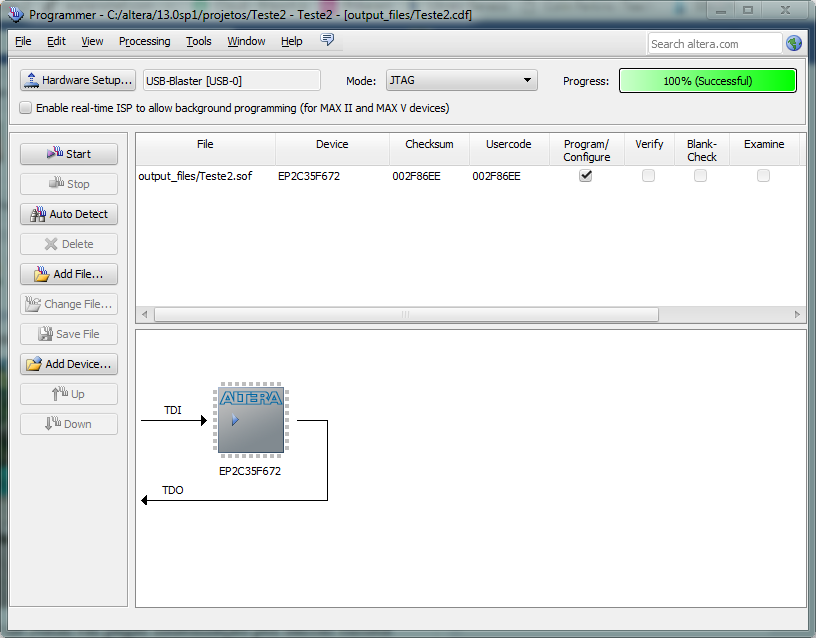 Programmer - C:/altera/13.0sp1/projetos/Teste2 - Teste2 - [output_files/Teste2.cdf]
File Edit View Processing Tools Window Help
Search altera.com
Hardware Setup... USB-Blaster [USB-0] Mode: JTAG Progress: 100% (Successful)
Enable real-time ISP to allow background programming (for MAX II and MAX V devices)
Start
Stop
Auto Detect
Delete
Add File...
Change File...
Save File
Add Device...
Up
Down
File Device Checksum Usercode Program/ Verify Blank- Examine
Configure Check
output_files/Teste2.sof EP2C35F672 002F86EE 002F86EE
ALTERA
TDI
EP2C35F672
TDO